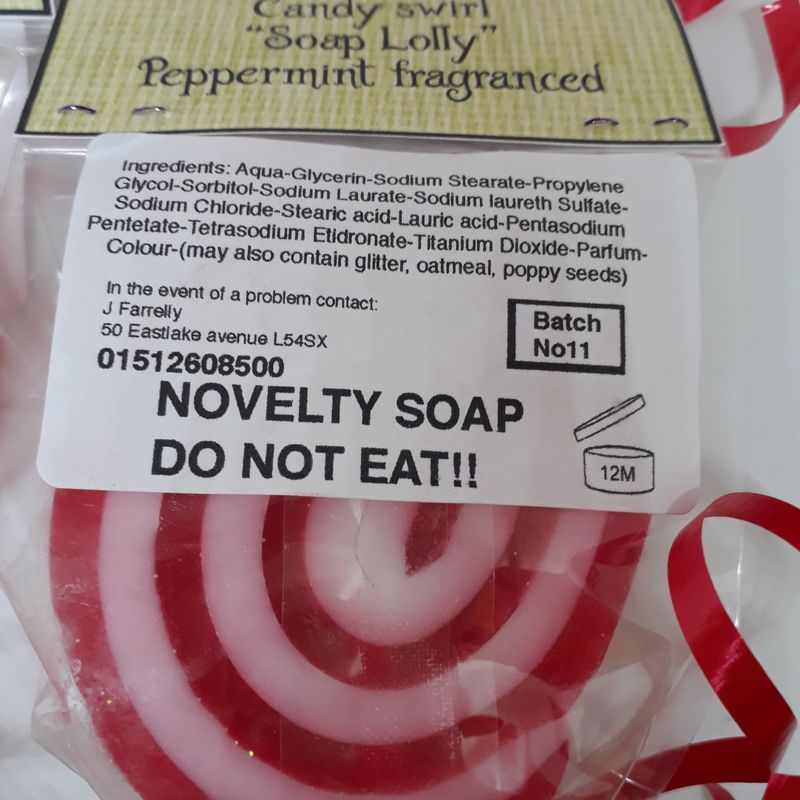 Candy swirl
"Soap Lolly"
Peppermint fragranced
Ingredients: Aqua-Glycerin-Sodium Stearate-Propylene
Glycol-Sorbitol-Sodium Laurate-Sodium laureth Sulfate-
Sodium Chloride-Stearic acid-Lauric acid-Pentasodium
Pentetate-Tetrasodium Etidronate-Titanium Dioxide-Parfum-
Colour-(may also contain glitter, oatmeal, poppy seeds)
In the event of a problem contact:
J Farrelly
50 Eastlake avenue L54SX
01512608500
Batch
No11
NOVELTY SOAP
DO NOT EAT!!
12M